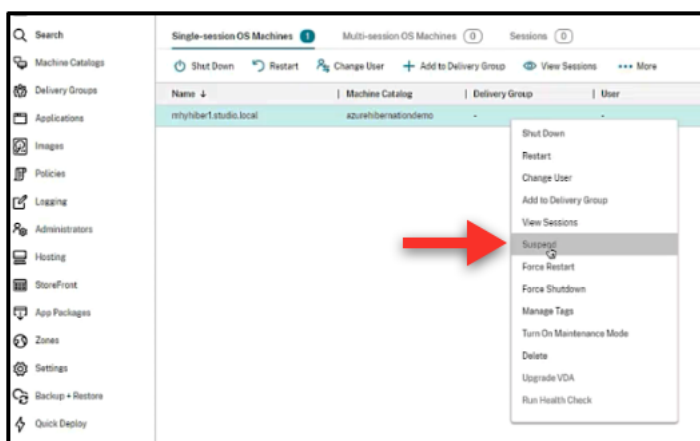 Search
Machine Catalogs
Delivery Groups
Applications
Images
Policies
Logging
Administrators
Hosting
StoreFront
App Packages
Zones
Settings
Backup + Restore
Quick Deploy
Single-session OS Machines 1
Multi-session OS Machines 0
Sessions 0
Shut Down
Restart
Change User
Add to Delivery Group
View Sessions
More
Name ↓ | Machine Catalog | Delivery Group | User
mhyhiber1.studio.local azurehibernationdemo - -
Shut Down
Restart
Change User
Add to Delivery Group
View Sessions
Suspend
Force Restart
Force Shutdown
Manage Tags
Turn On Maintenance Mode
Delete
Upgrade VDA
Run Health Check